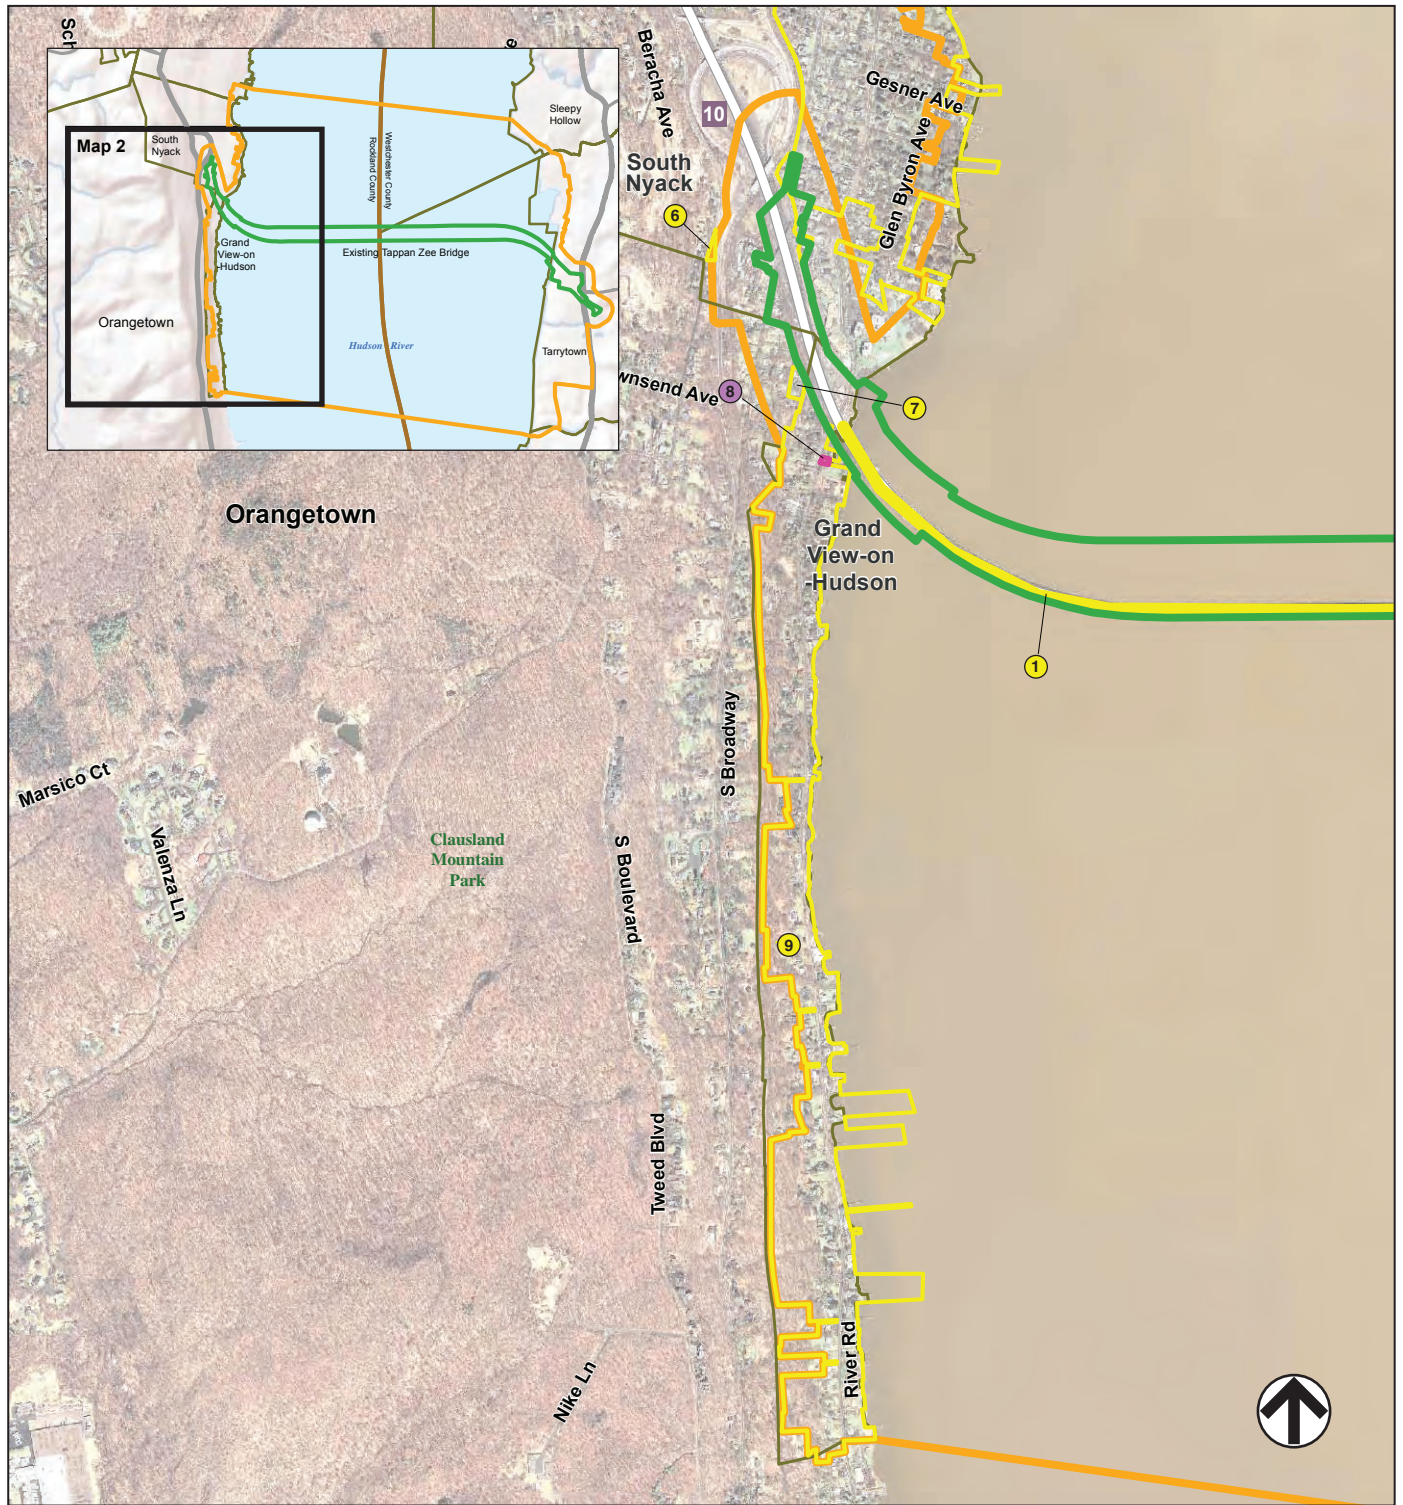 Sch
e
Map 2
South
Nyack
Sleepy
Hollow
Westchester County
Rockland County
Grand
View-on
-Hudson
Existing Tappan Zee Bridge
Orangetown
Hudson River
Tarrytown
Beracha Ave
10
Gesner Ave
Glen Byron Ave
South
Nyack
6
wnsend Ave
8
7
Orangetown
Grand
View-on
-Hudson
1
S Broadway
Marsico Ct
Valenza Ln
Clausland
Mountain
Park
S Boulevard
9
Tweed Blvd
River Rd
Nike Ln